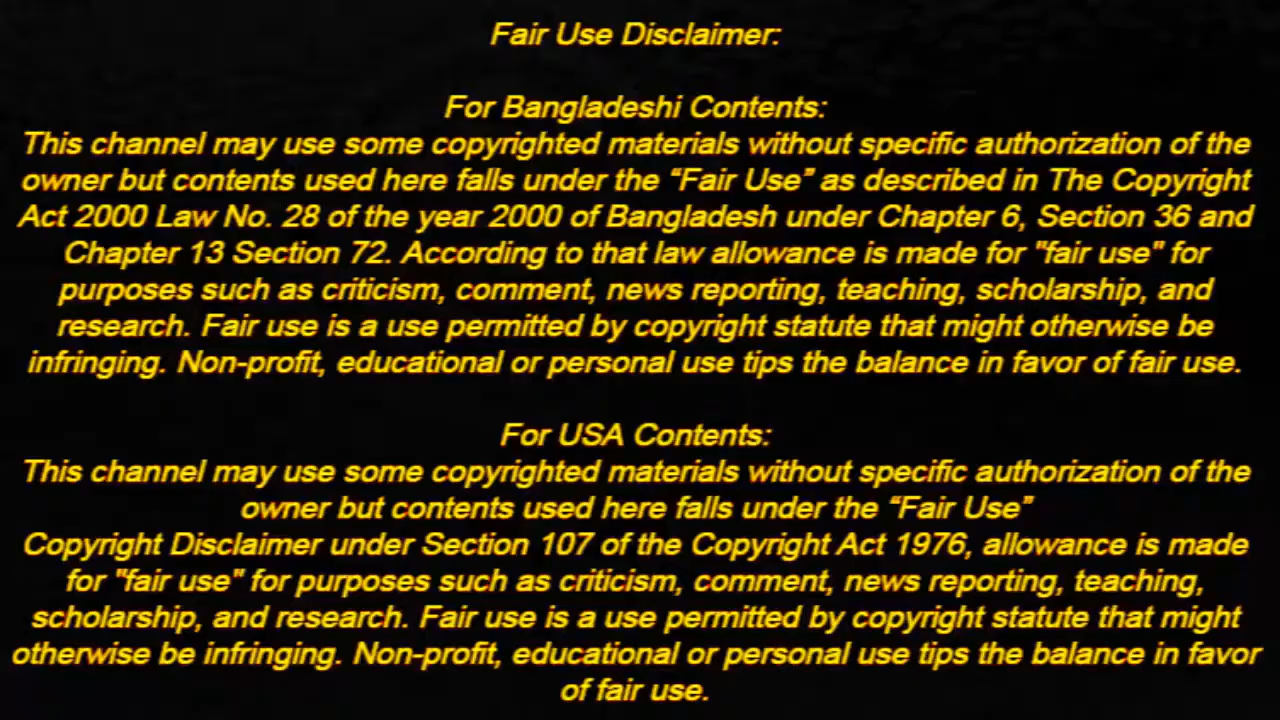 Fair Use Disclaimer:
For Bangladeshi Contents:
This channel may use some copyrighted materials without specific authorization of the
owner but contents used here falls under the “Fair Use” as described in The Copyright
Act 2000 Law No. 28 of the year 2000 of Bangladesh under Chapter 6, Section 36 and
Chapter 13 Section 72. According to that law allowance is made for "fair use" for
purposes such as criticism, comment, news reporting, teaching, scholarship, and
research. Fair use is a use permitted by copyright statute that might otherwise be
infringing. Non-profit, educational or personal use tips the balance in favor of fair use.
For USA Contents:
This channel may use some copyrighted materials without specific authorization of the
owner but contents used here falls under the “Fair Use”
Copyright Disclaimer under Section 107 of the Copyright Act 1976, allowance is made
for "fair use" for purposes such as criticism, comment, news reporting, teaching,
scholarship, and research. Fair use is a use permitted by copyright statute that might
otherwise be infringing. Non-profit, educational or personal use tips the balance in favor
of fair use.